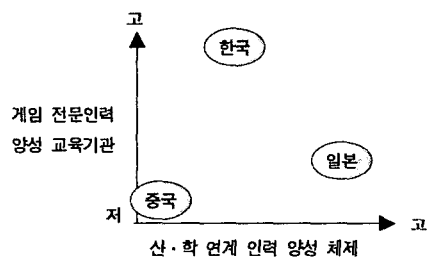 고
한국
게임 전문인력
양성 교육기관
일본
중국
저
고
산·학 연계 인력 양성 체제